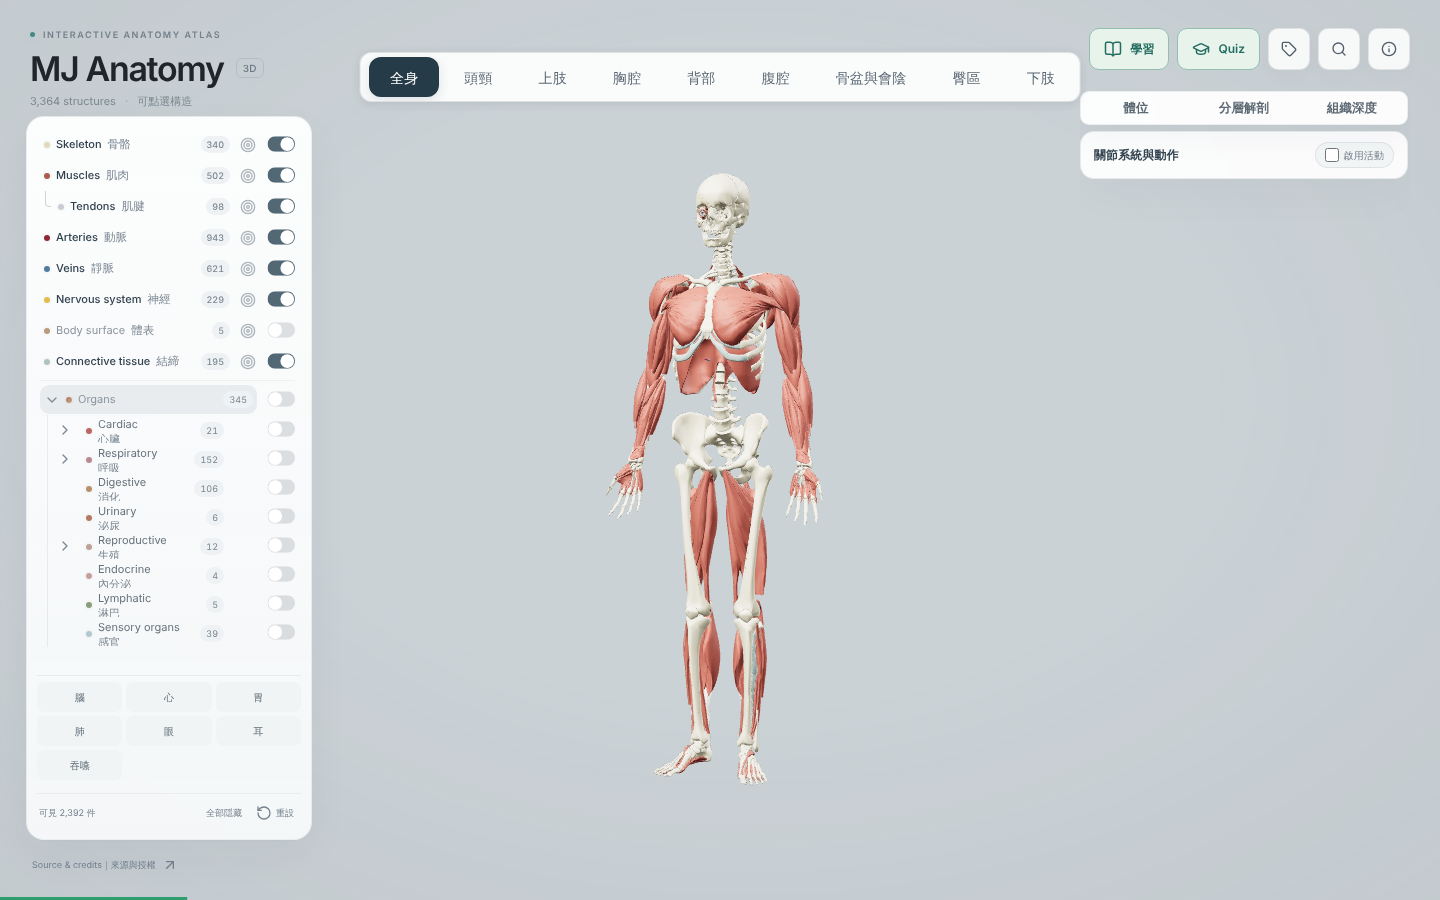 INTERACTIVE ANATOMY ATLAS
MJ Anatomy 3D
3,364 structures · 可點選構造
全身 頭頸 上肢 胸腔 背部 腹腔 骨盆與會陰 臀區 下肢
學習 Quiz
體位 分層解剖 組織深度
關節系統與動作 啟用活動
Skeleton 骨骼 340
Muscles 肌肉 502
Tendons 肌腱 98
Arteries 動脈 943
Veins 靜脈 621
Nervous system 神經 229
Body surface 體表 5
Connective tissue 結締 195
Organs 345
Cardiac 21
心臟
Respiratory 152
呼吸
Digestive 106
消化
Urinary 6
泌尿
Reproductive 12
生殖
Endocrine 4
內分泌
Lymphatic 5
淋巴
Sensory organs 39
感官
腦 心 胃
肺 眼 耳
吞嚥
可見 2,392 件 全部隱藏 重設
Source & credits | 來源與授權